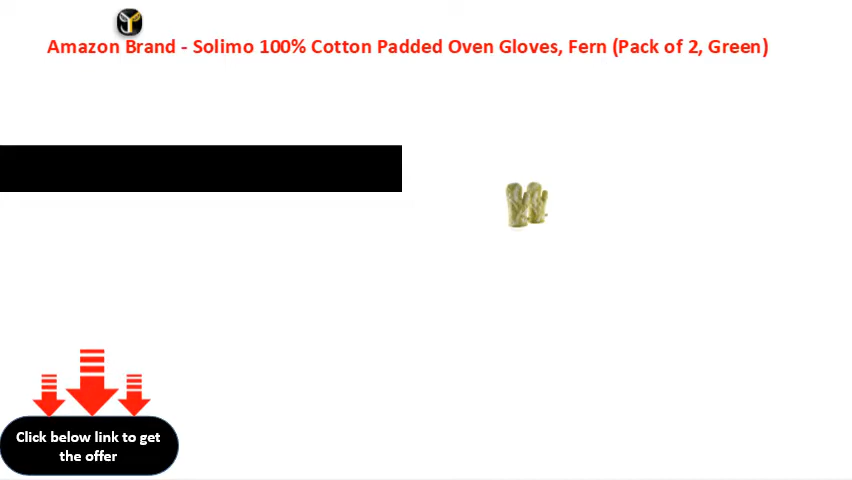 Amazon Brand - Solimo 100% Cotton Padded Oven Gloves, Fern (Pack of 2, Green)
Click below link to get
the offer